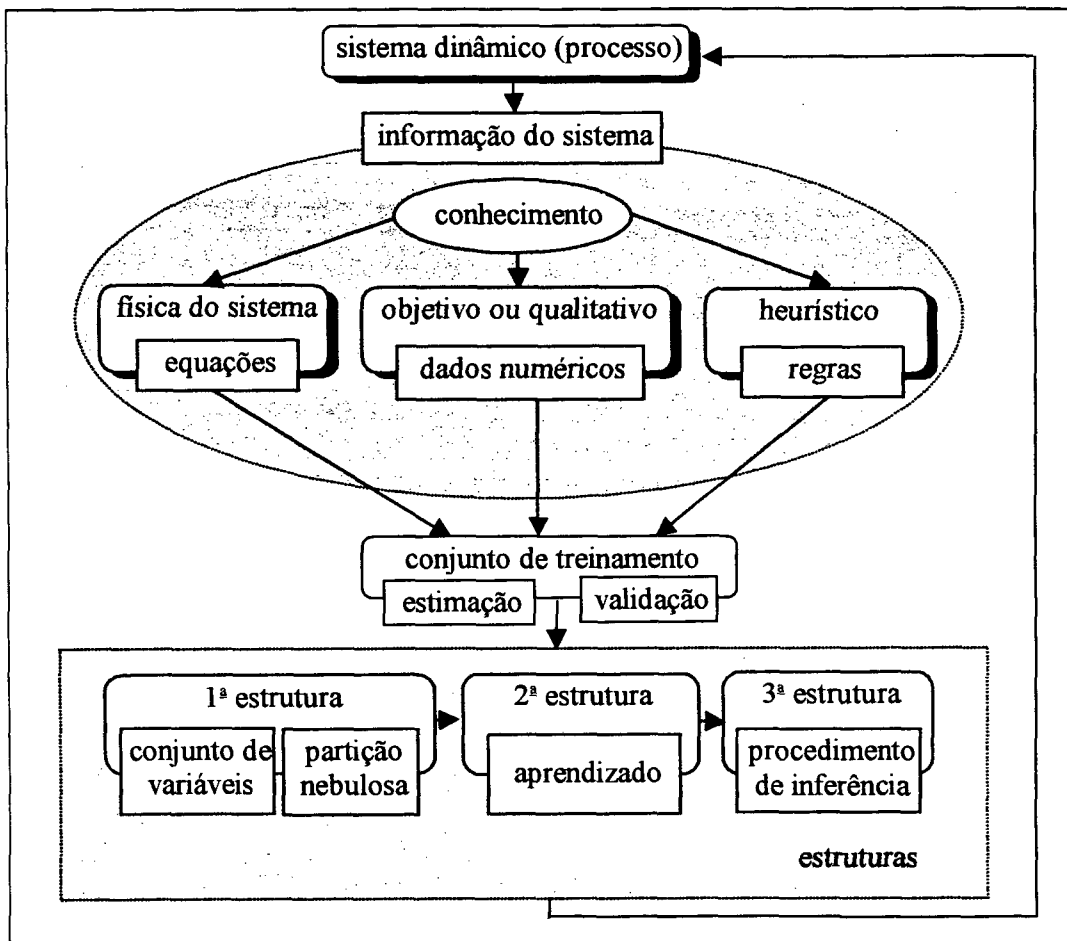 sistema dinâmico (processo)
informação do sistema
conhecimento
física do sistema
equações
objetivo ou qualitativo
dados numéricos
heurístico
regras
conjunto de treinamento
estimação
validação
1ª estrutura
conjunto de
variáveis
partição
nebulosa
2ª estrutura
aprendizado
3ª estrutura
procedimento
de inferência
estruturas